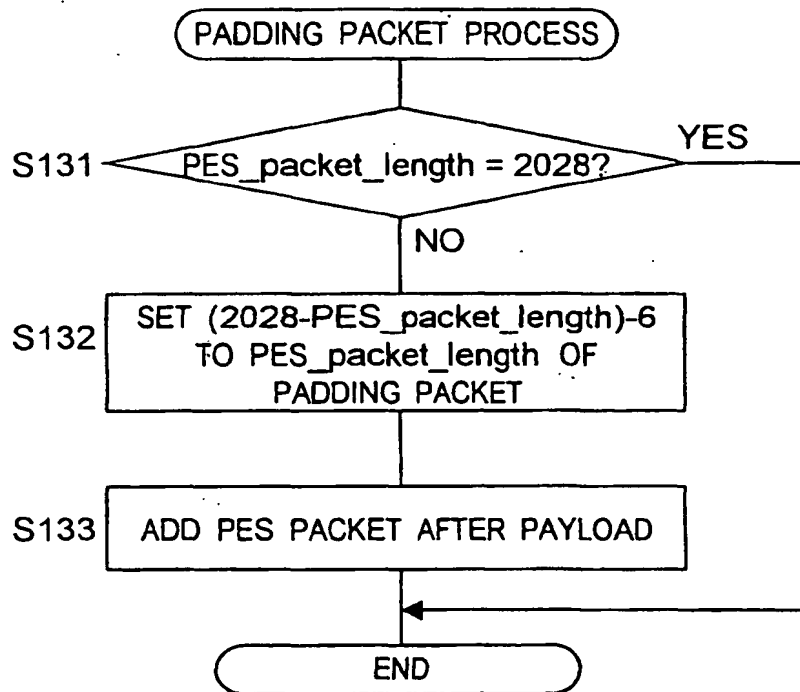 PADDING PACKET PROCESS
YES
S131
PES_packet_length = 2028?
NO
S132
SET (2028-PES_packet_length)-6
TO PES_packet_length OF
PADDING PACKET
S133
ADD PES PACKET AFTER PAYLOAD
END